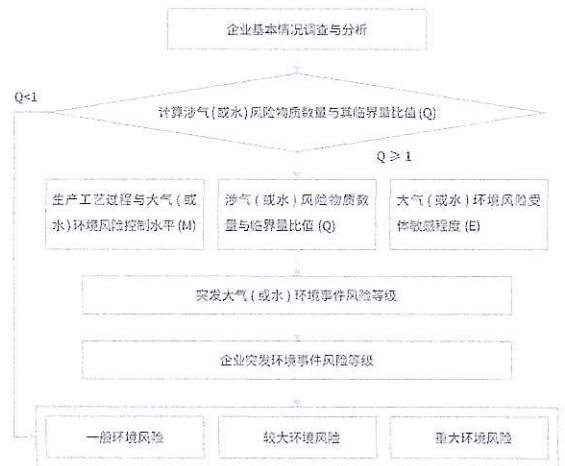 企业基本情况调查与分析
Q<1
计算涉气(或水)风险物质数量与其临界量比值(Q)
Q ≥ 1
生产工艺过程与大气(或
水)环境风险控制水平(M)
涉气(或水)风险物质数
量与临界量比值(Q)
大气(或水)环境风险受
体敏感程度(E)
突发大气(或水)环境事件风险等级
企业突发环境事件风险等级
一般环境风险
较大环境风险
重大环境风险